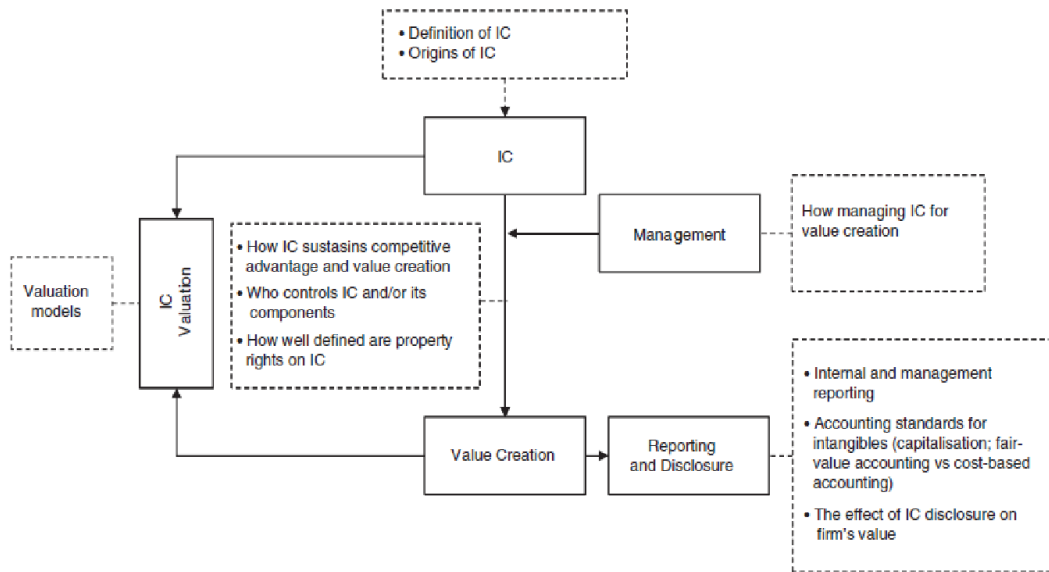 • Definition of IC
• Origins of IC
IC
Management
How managing IC for
value creation
• How IC sustasins competitive
advantage and value creation
• Who controls IC and/or its
components
• How well defined are property
rights on IC
Valuation
models
IC
Valuation
Value Creation
Reporting
and Disclosure
• Internal and management
reporting
• Accounting standards for
intangibles (capitalisation; fair-
value accounting vs cost-based
accounting)
• The effect of IC disclosure on
firm's value